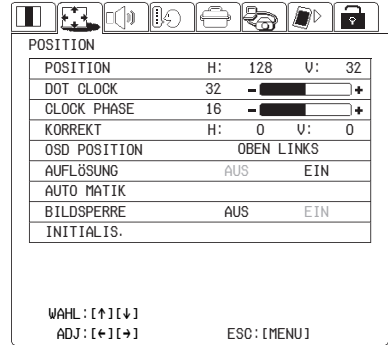 POSITION
POSITION H: 128 V: 32
DOT CLOCK 32 - +
CLOCK PHASE 16 - +
KORREKT H: 0 V: 0
OSD POSITION OBEN LINKS
AUFLÖSUNG AUS EIN
AUTO MATIK
BILDSPERRE AUS EIN
INITIALIS.
WAHL:[↑][↓]
ADJ:[←][→] ESC:[MENU]